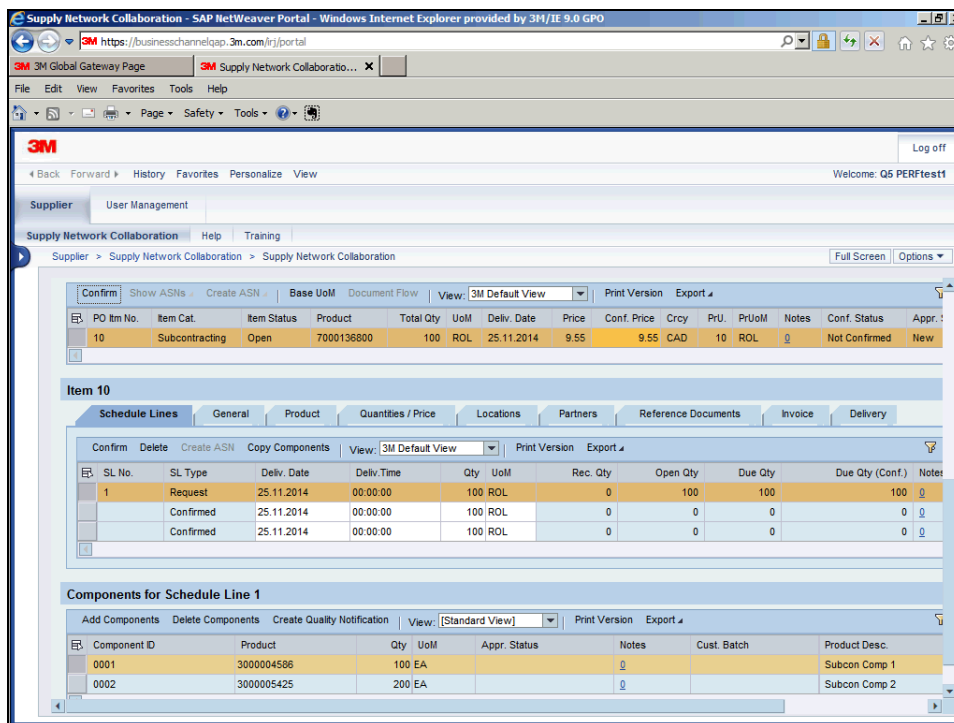 Supply Network Collaboration - SAP NetWeaver Portal - Windows Internet Explorer provided by 3M/IE 9.0 GPO
3M https://businesschannelqap.3m.com/irj/portal
3M 3M Global Gateway Page 3M Supply Network Collaboratio... X
File Edit View Favorites Tools Help
Page Safety Tools
3M Log off
Back Forward History Favorites Personalize View Welcome: Q5 PERFtest1
Supplier User Management
Supply Network Collaboration Help Training
Supplier > Supply Network Collaboration > Supply Network Collaboration Full Screen Options
Confirm Show ASNs Create ASN Base UoM Document Flow View: 3M Default View Print Version Export
PO Itm No. Item Cat. Item Status Product Total Qty UoM Deliv. Date Price Conf. Price Crcy PrU. PrUoM Notes Conf. Status Appr.
10 Subcontracting Open 7000136800 100 ROL 25.11.2014 9.55 9.55 CAD 10 ROL 0 Not Confirmed New
Item 10
Schedule Lines General Product Quantities / Price Locations Partners Reference Documents Invoice Delivery
Confirm Delete Create ASN Copy Components View: 3M Default View Print Version Export
SL No. SL Type Deliv. Date Deliv.Time Qty UoM Rec. Qty Open Qty Due Qty Due Qty (Conf.) Notes
1 Request 25.11.2014 00:00:00 100 ROL 0 100 100 100 0
Confirmed 25.11.2014 00:00:00 100 ROL 0 0 0 0 0
Confirmed 25.11.2014 00:00:00 100 ROL 0 0 0 0 0
Components for Schedule Line 1
Add Components Delete Components Create Quality Notification View: [Standard View] Print Version Export
Component ID Product Qty UoM Appr. Status Notes Cust. Batch Product Desc.
0001 3000004586 100 EA 0 Subcon Comp 1
0002 3000005425 200 EA 0 Subcon Comp 2